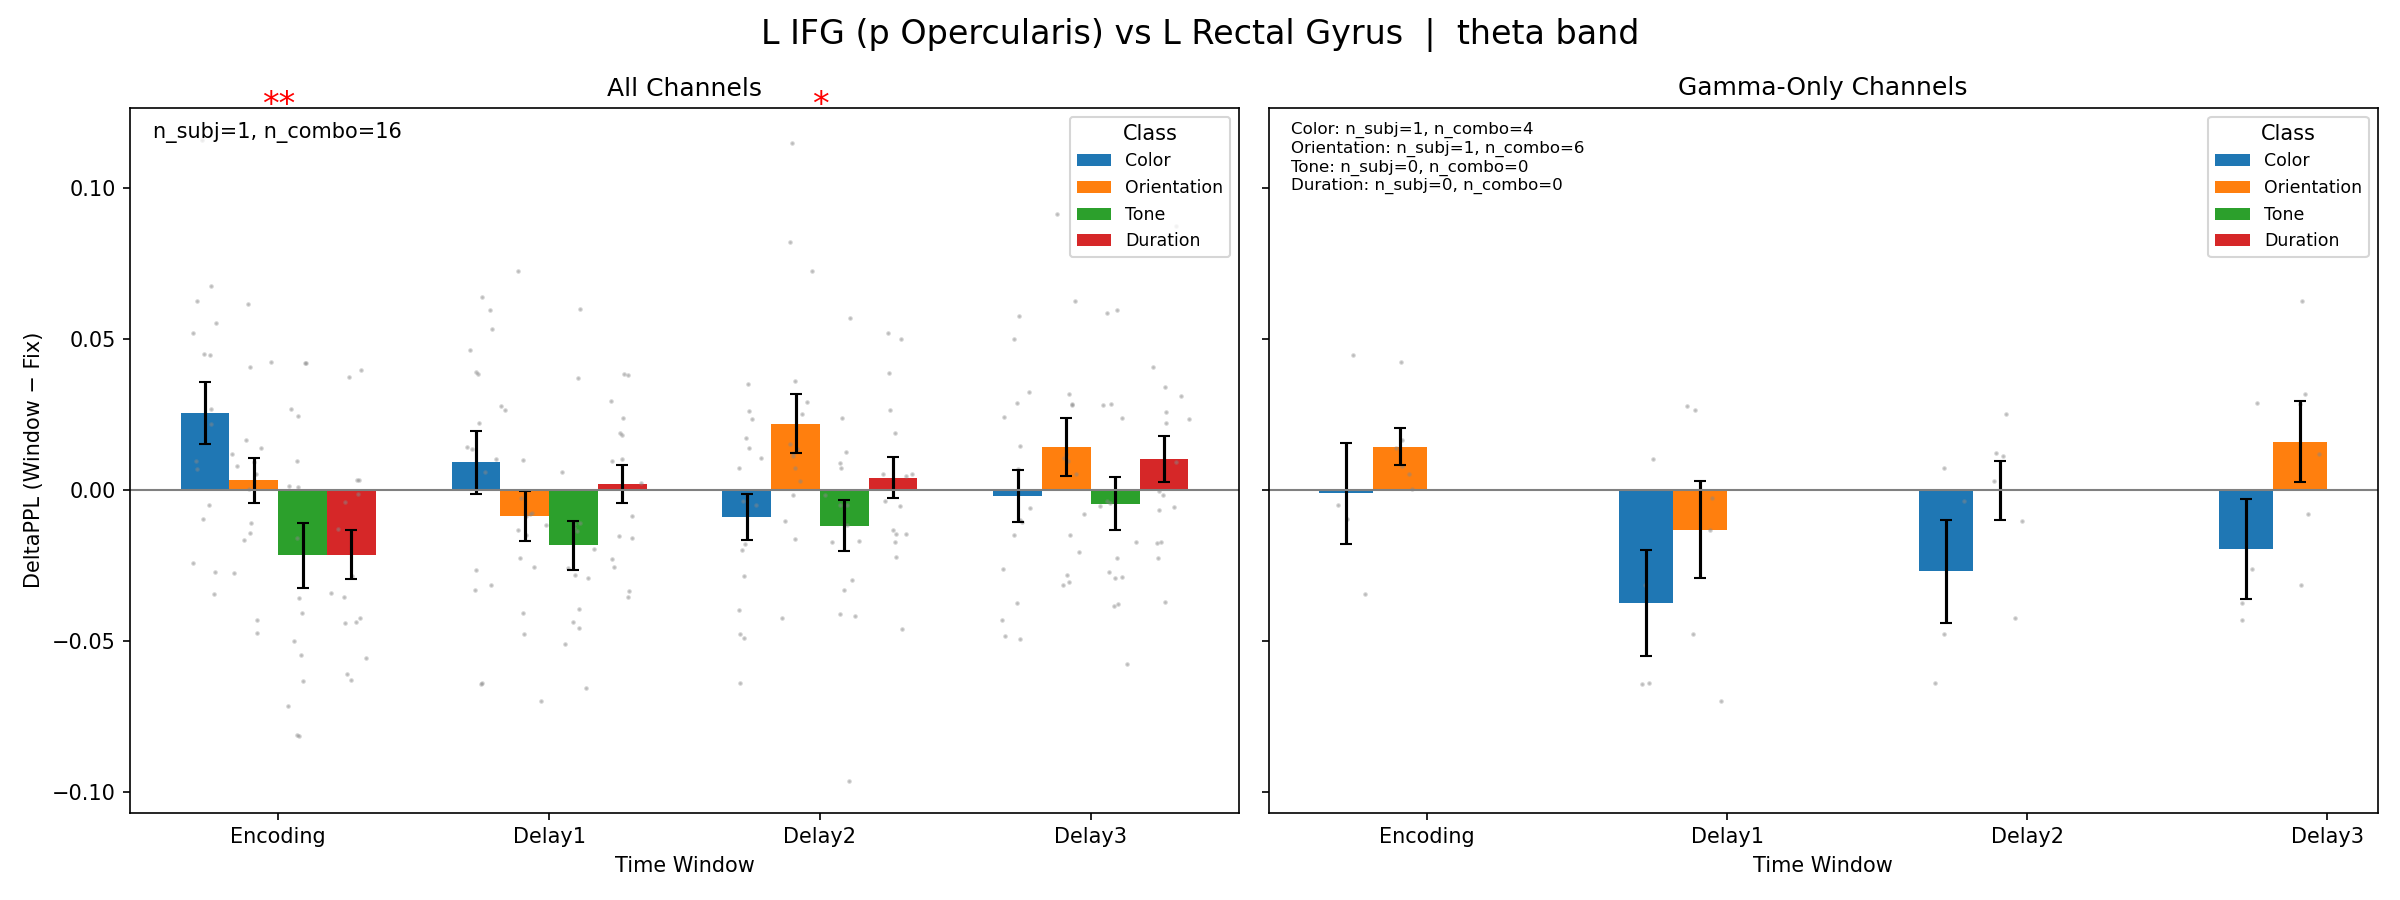 L IFG (p Opercularis) vs L Rectal Gyrus | theta band
All Channels
** *
n_subj=1, n_combo=16
Class
Color
Orientation
Tone
Duration
DeltaPPL (Window − Fix)
0.10
0.05
0.00
−0.05
−0.10
Encoding Delay1 Delay2 Delay3
Time Window
Gamma-Only Channels
Color: n_subj=1, n_combo=4
Orientation: n_subj=1, n_combo=6
Tone: n_subj=0, n_combo=0
Duration: n_subj=0, n_combo=0
Class
Color
Orientation
Tone
Duration
Encoding Delay1 Delay2 Delay3
Time Window